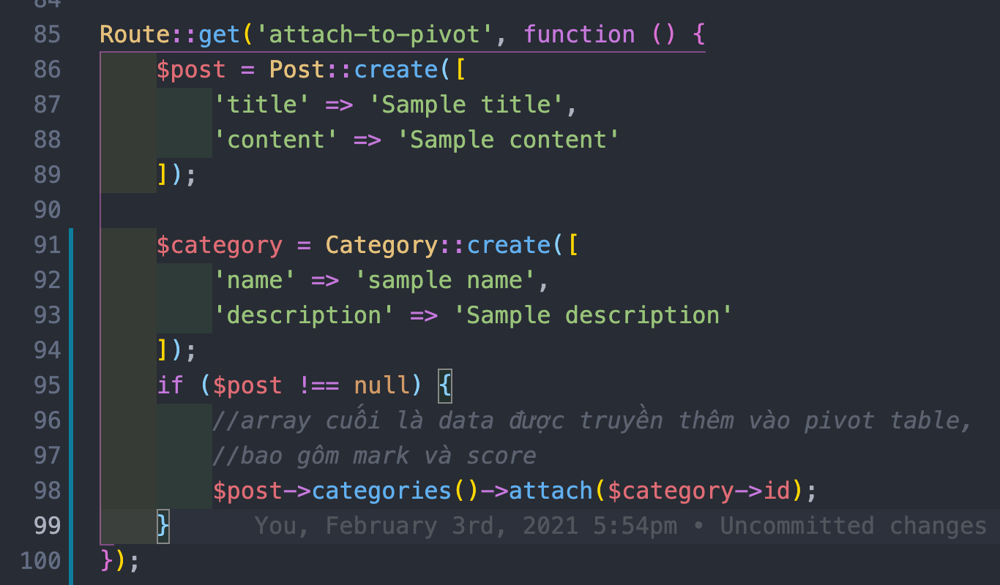 84
85 Route::get('attach-to-pivot', function () {
86 $post = Post::create([
87 'title' => 'Sample title',
88 'content' => 'Sample content'
89 ]);
90
91 $category = Category::create([
92 'name' => 'sample name',
93 'description' => 'Sample description'
94 ]);
95 if ($post !== null) {
96 //array cuối là data được truyền thêm vào pivot table,
97 //bao gôm mark và score
98 $post->categories()->attach($category->id);
99 } You, February 3rd, 2021 5:54pm • Uncommitted changes
100 });